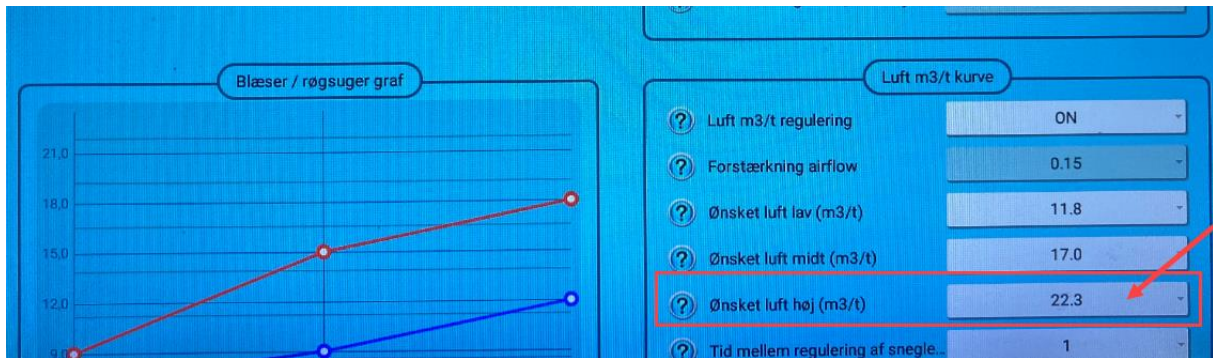 Blæser / røgsuger graf
21,0
18,0
15,0
12,0
9,0
Luft m3/t kurve
Luft m3/t regulering ON
Forstærkning airflow 0.15
Ønsket luft lav (m3/t) 11.8
Ønsket luft midt (m3/t) 17.0
Ønsket luft høj (m3/t) 22.3
Tid mellem regulering af snegle... 1